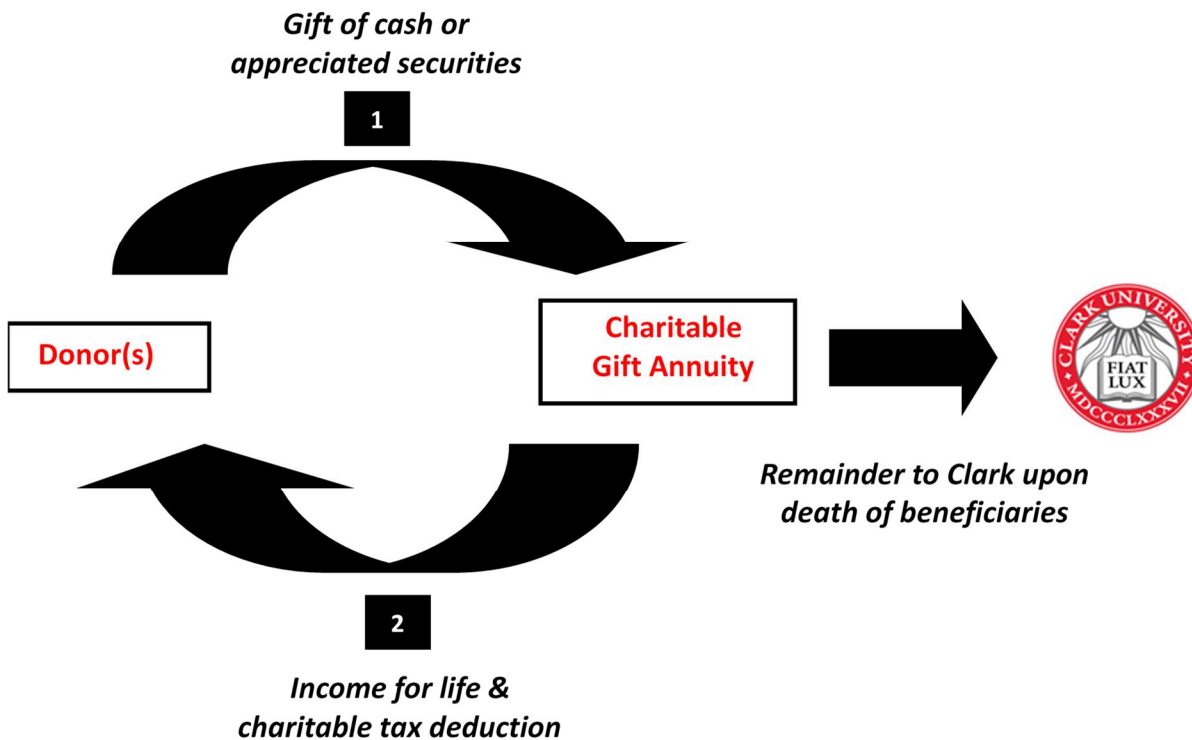 Gift of cash or
appreciated securities
1
Donor(s)
Charitable
Gift Annuity
CLARK UNIVERSITY
FIAT
LUX
MDCCCLXXXVII
Remainder to Clark upon
death of beneficiaries
2
Income for life &
charitable tax deduction